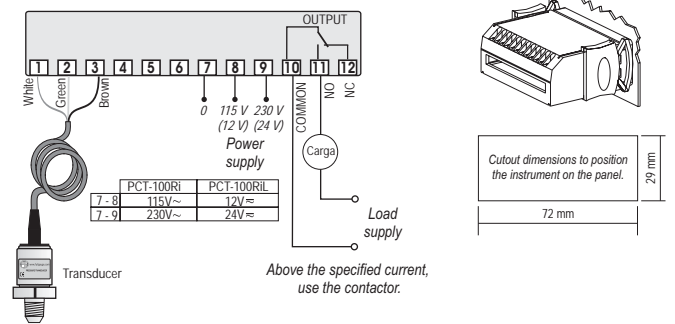 OUTPUT
1 2 3 4 5 6 7 8 9 10 11 12
White
Green
Brown
0
115 V 230 V
(12 V) (24 V)
Power
supply
COMMON
NO
NC
Carga
PCT-100Ri PCT-100RiL
7 - 8 115V~ 12V⎓
7 - 9 230V~ 24V⎓
Load
supply
Transducer
Above the specified current,
use the contactor.
Cutout dimensions to position
the instrument on the panel.
29 mm
72 mm